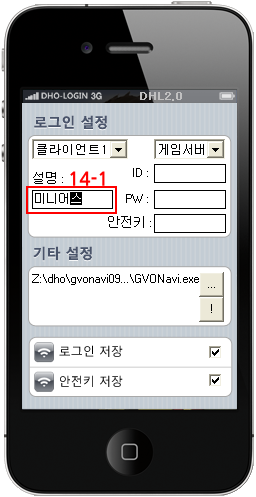 DHO-LOGIN 3G DHL2,0
로그인 설정
클라이언트1 게임서버
설명 : 14-1 ID :
미니어스 PW :
안전키 :
기타 설정
Z:\dho\gvonavi09...\GVONavi.exe ...
!
로그인 저장
안전키 저장